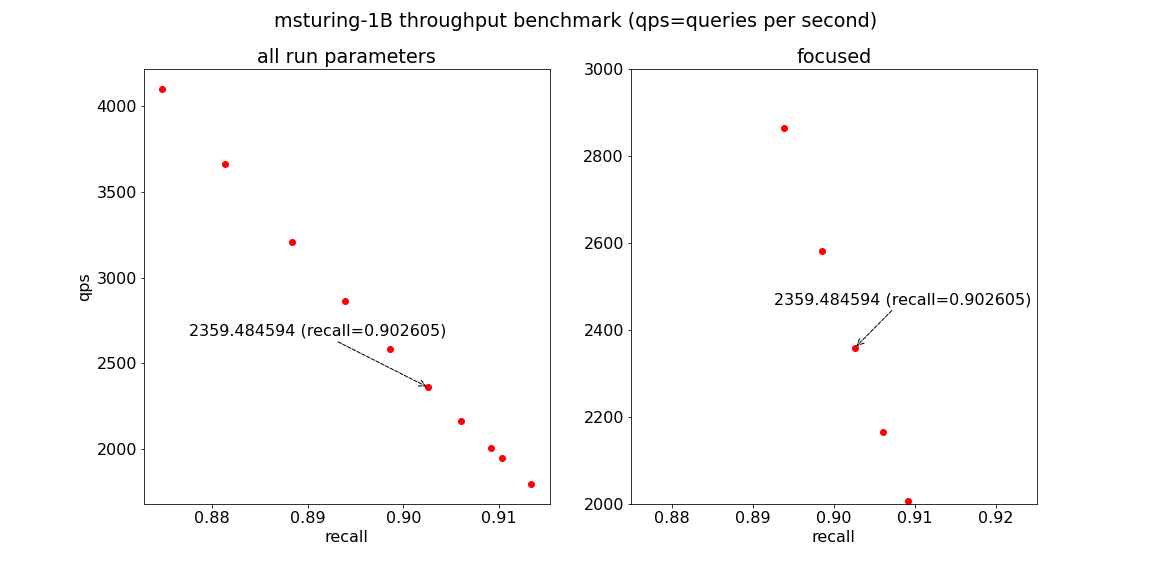 msturing-1B throughput benchmark (qps=queries per second)
all run parameters
4000
3500
3000
2500
2000
qps
2359.484594 (recall=0.902605)
0.88 0.89 0.90 0.91
recall
focused
3000
2800
2600
2400
2200
2000
2359.484594 (recall=0.902605)
0.88 0.89 0.90 0.91 0.92
recall